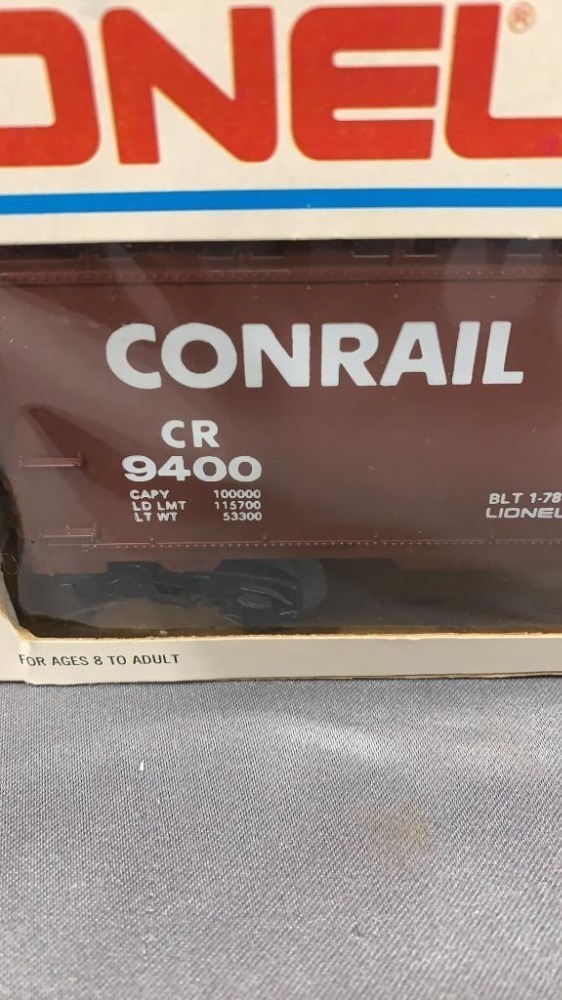 ONEL®
CONRAIL
CR
9400
CAPY 100000
LD LMT 115700
LT WT 53300
BLT 1-78
LIONEL
FOR AGES 8 TO ADULT